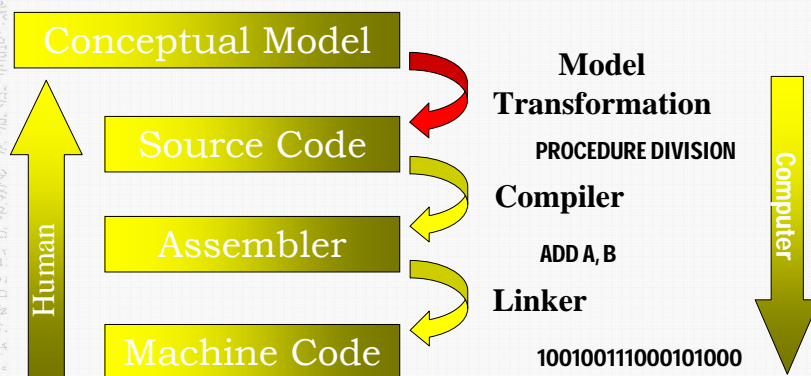 Conceptual Model
Model
Transformation
Source Code
PROCEDURE DIVISION
Compiler
Assembler
ADD A, B
Linker
Machine Code
100100111000101000
Human
Computer